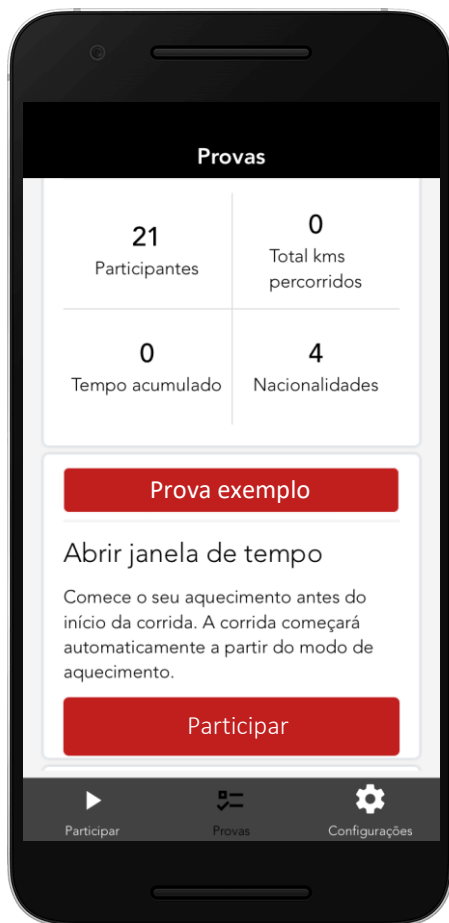 Provas
21
Participantes
0
Total kms
percorridos
0
Tempo acumulado
4
Nacionalidades
Prova exemplo
Abrir janela de tempo
Comece o seu aquecimento antes do
início da corrida. A corrida começará
automaticamente a partir do modo de
aquecimento.
Participar
Participar
Provas
Configurações